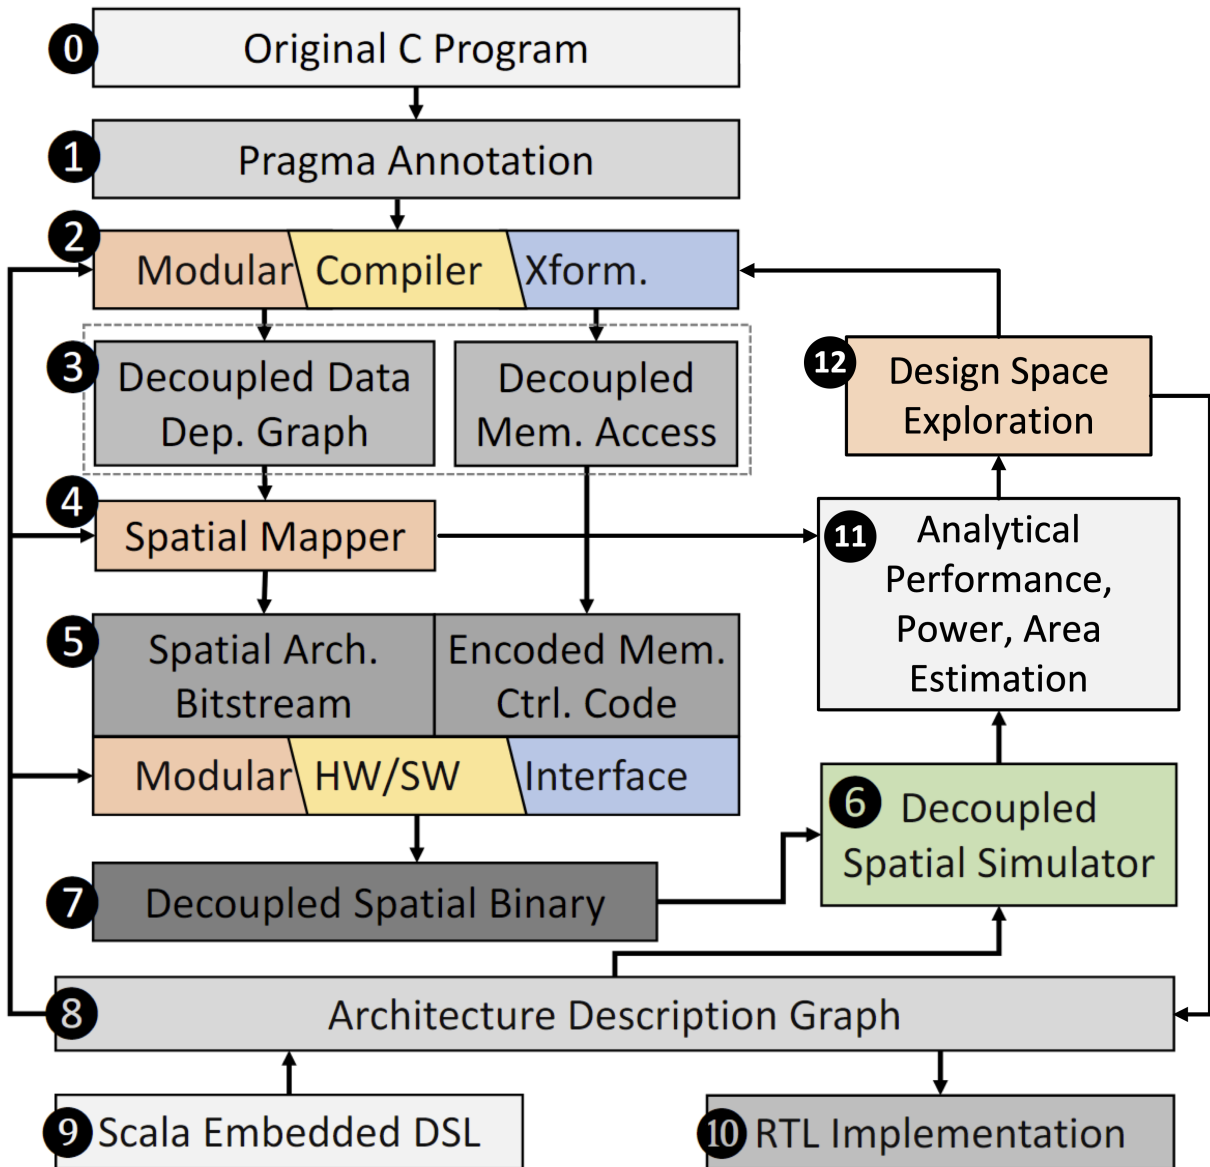 0 Original C Program
1 Pragma Annotation
2 Modular Compiler Xform.
3 Decoupled Data
Dep. Graph
Decoupled
Mem. Access
12 Design Space
Exploration
4 Spatial Mapper
11 Analytical
Performance,
Power, Area
Estimation
5 Spatial Arch.
Bitstream
Encoded Mem.
Ctrl. Code
Modular HW/SW Interface
6 Decoupled
Spatial Simulator
7 Decoupled Spatial Binary
8 Architecture Description Graph
9 Scala Embedded DSL
10 RTL Implementation